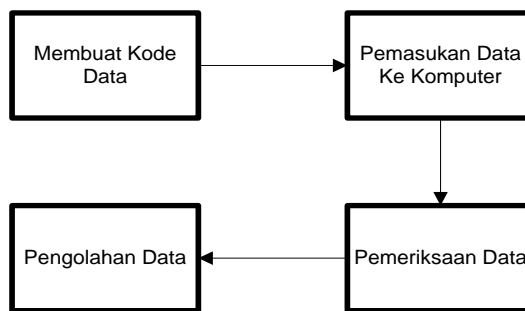 Membuat Kode
Data
Pemasukan Data
Ke Komputer
Pengolahan Data
Pemeriksaan Data